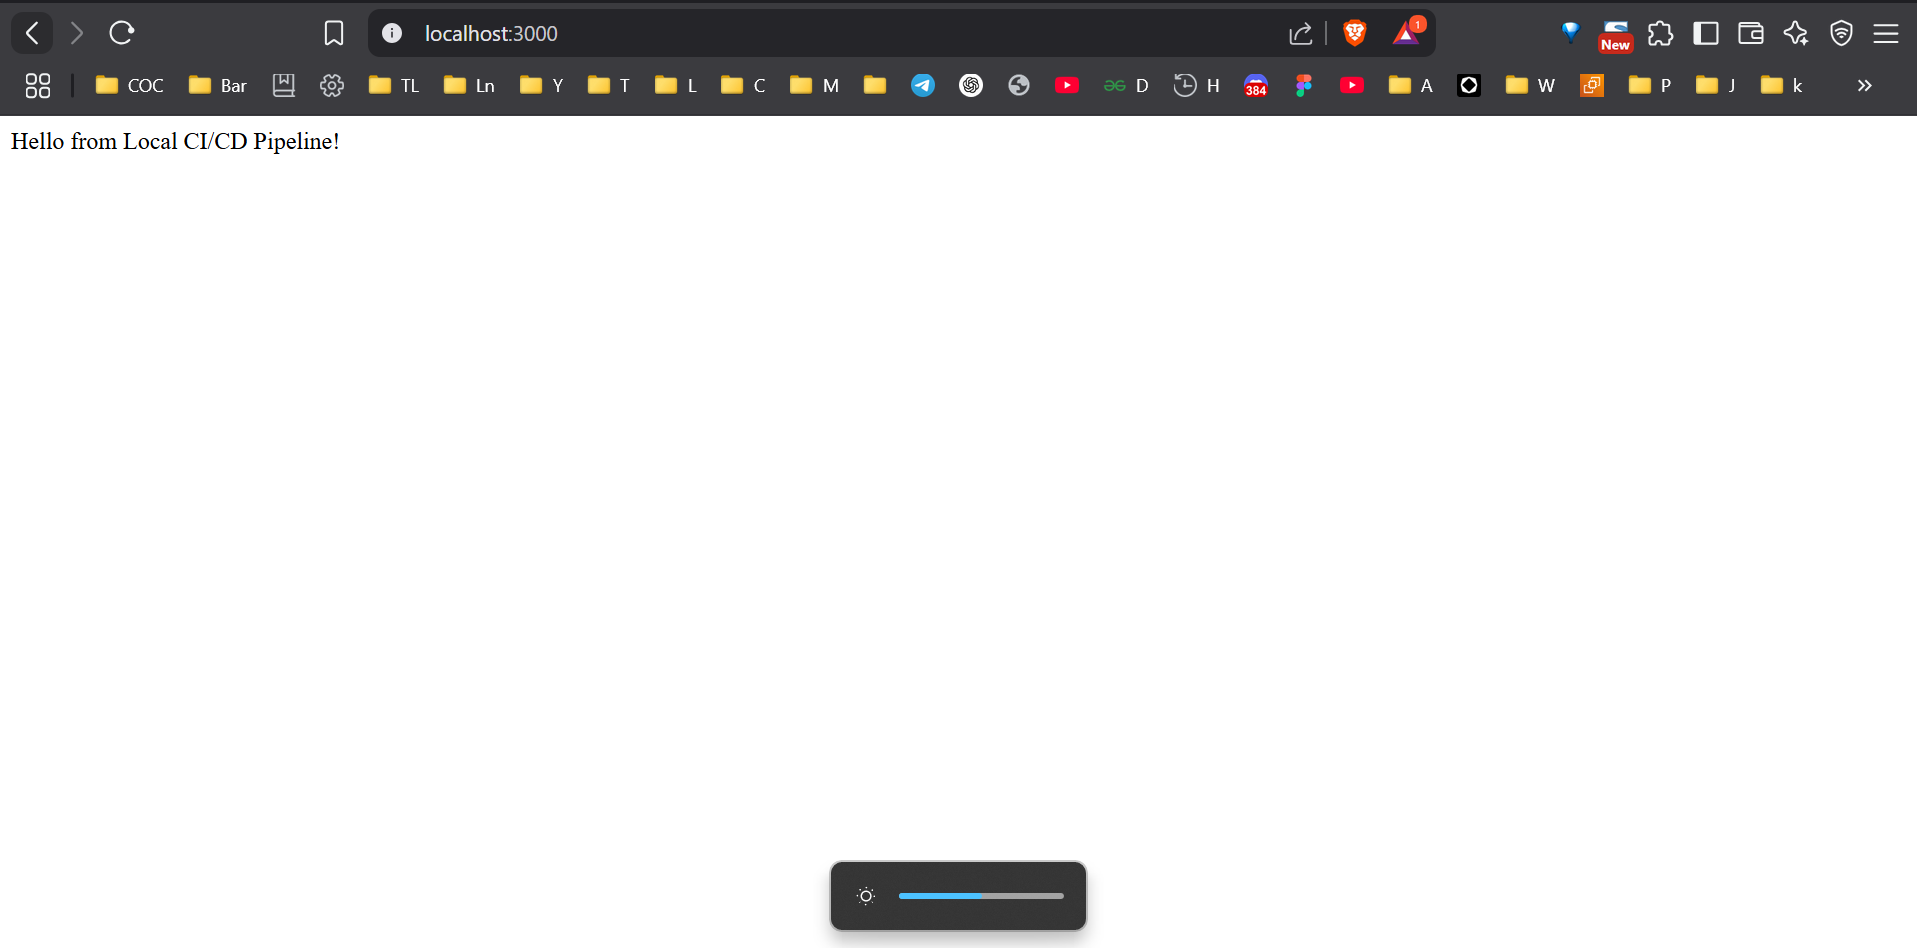 localhost:3000
1
New
COC Bar TL Ln Y T L C M D H 384 A W P J k
Hello from Local CI/CD Pipeline!